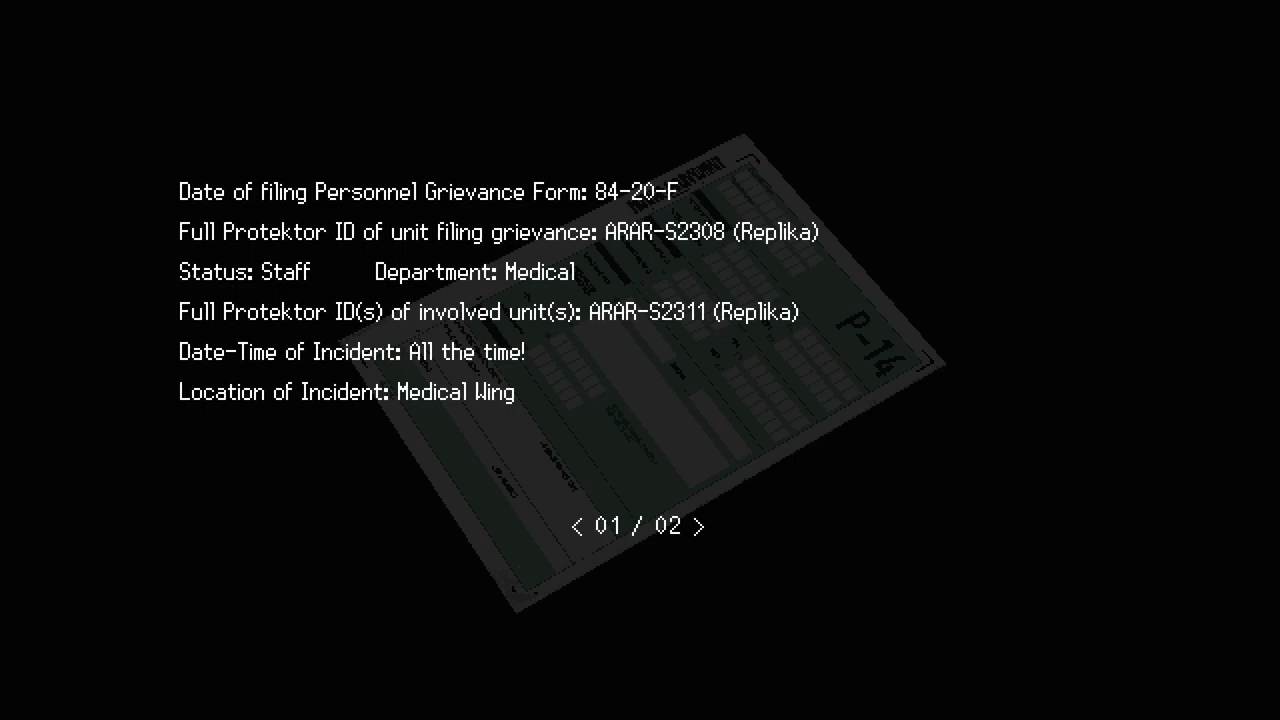 Date of filing Personnel Grievance Form: 84-20-F
Full Protektor ID of unit filing grievance: ARAR-S2308 (Replika)
Status: Staff Department: Medical
Full Protektor ID(s) of involved unit(s): ARAR-S2311 (Replika)
Date-Time of Incident: All the time!
Location of Incident: Medical Wing
P-14
< 01 / 02 >